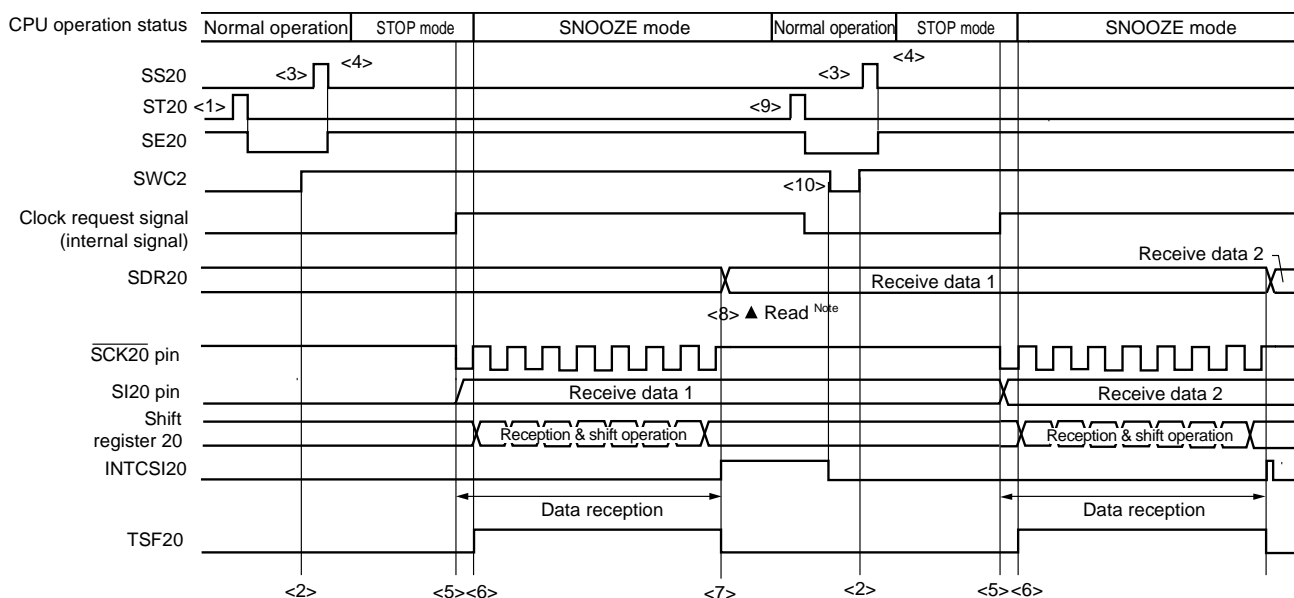 CPU operation status Normal operation STOP mode SNOOZE mode Normal operation STOP mode SNOOZE mode
<3> <4> <3> <4>
SS20
ST20 <1> <9>
SE20
SWC2 <10>
Clock request signal
(internal signal)
Receive data 2
SDR20 Receive data 1
<8> ▲ Read Note
SCK20 pin
SI20 pin Receive data 1 Receive data 2
Shift
register 20 Reception & shift operation Reception & shift operation
INTCSI20
Data reception Data reception
TSF20
<2> <5> <6> <7> <2> <5> <6>